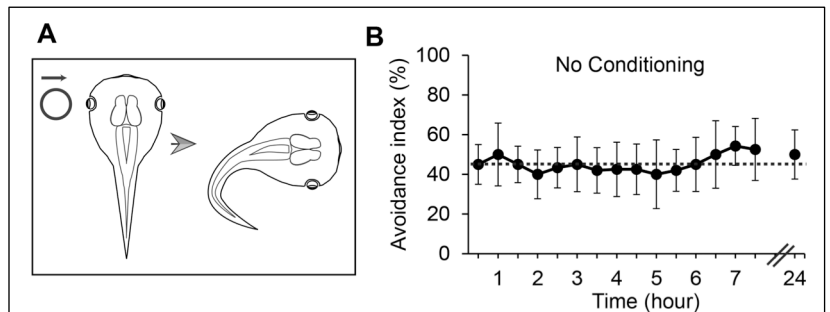 A
B
No Conditioning
Avoidance index (%)
100
80
60
40
20
0
1 2 3 4 5 6 7 24
Time (hour)